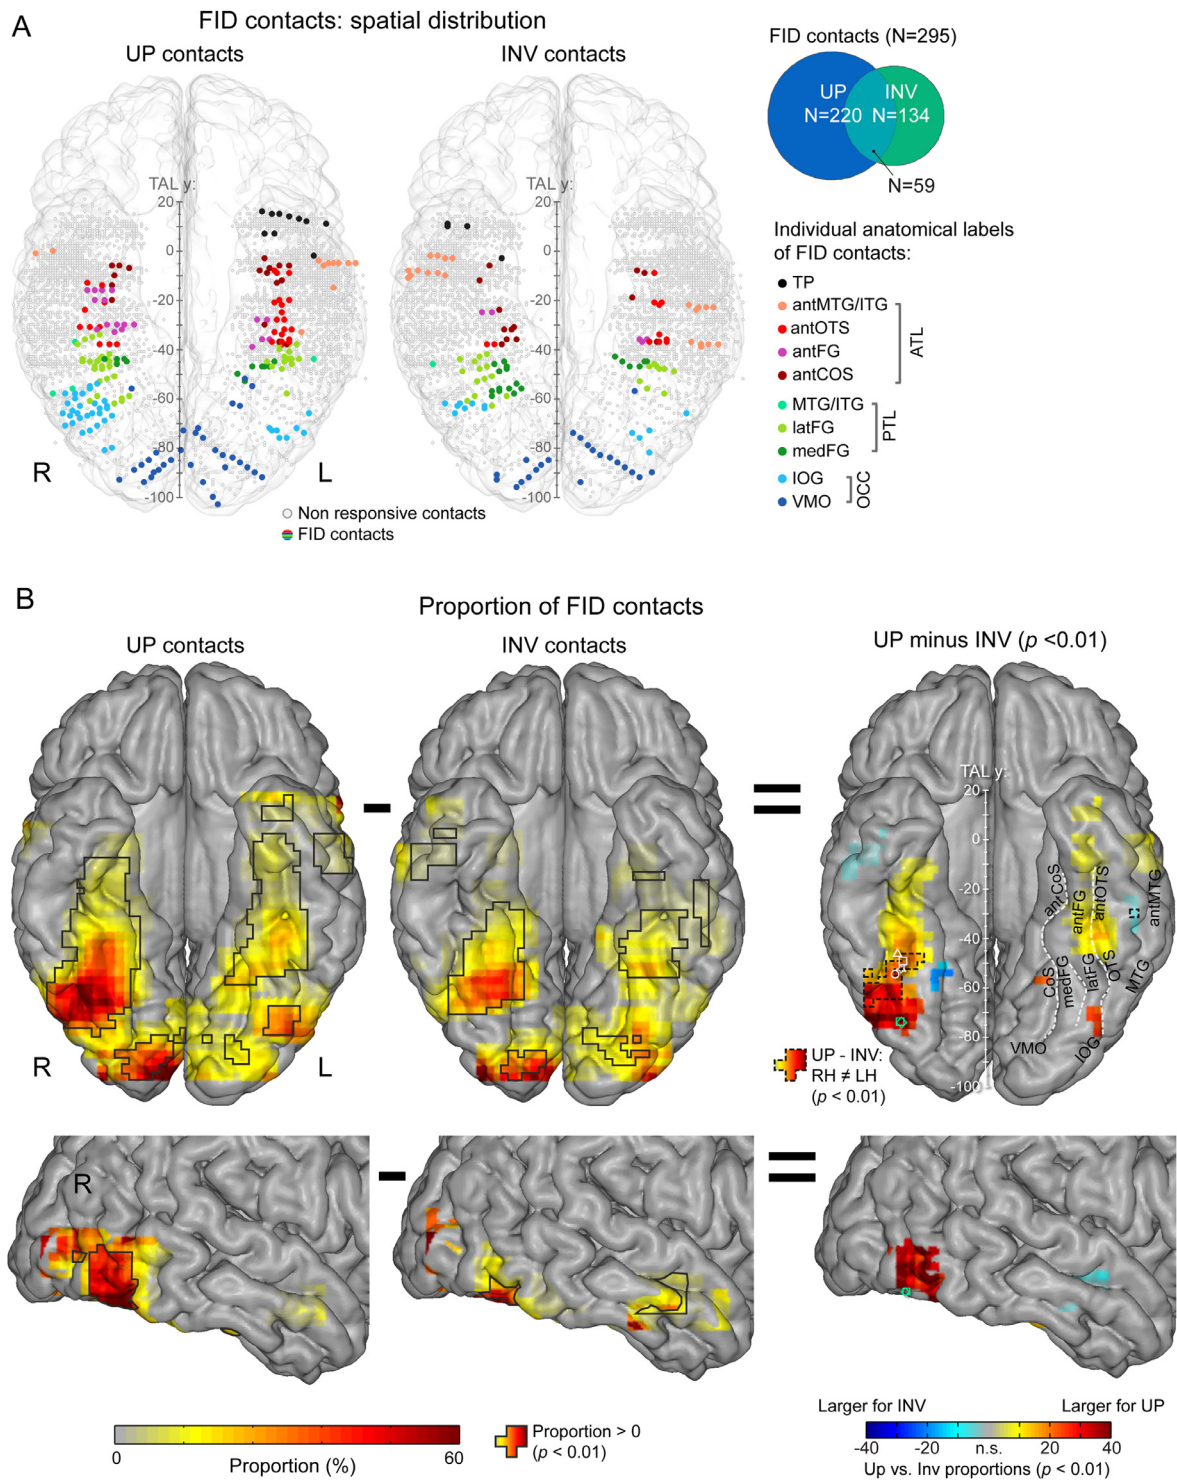 A
FID contacts: spatial distribution
UP contacts
INV contacts
FID contacts (N=295)
UP
INV
N=220
N=134
N=59
TAL y:
20
0
-20
-40
-60
-80
-100
R
L
TAL y:
20
0
-20
-40
-60
-80
-100
Non responsive contacts
FID contacts
Individual anatomical labels
of FID contacts:
TP
antMTG/ITG
antOTS
antFG
antCOS
ATL
MTG/ITG
latFG
medFG
PTL
IOG
VMO
OCC
B
Proportion of FID contacts
UP contacts
INV contacts
UP minus INV (p <0.01)
R
L
TAL y:
20
0
-20
-40
-60
-80
-100
antCoS
antFG
antOTS
antMTG
CoS
medFG
latFG
OTS
MTG
VMO
IOG
UP - INV:
RH ≠ LH
(p < 0.01)
R
0
60
Proportion (%)
Proportion > 0
(p < 0.01)
Larger for INV
Larger for UP
-40
-20
n.s.
20
40
Up vs. Inv proportions (p < 0.01)